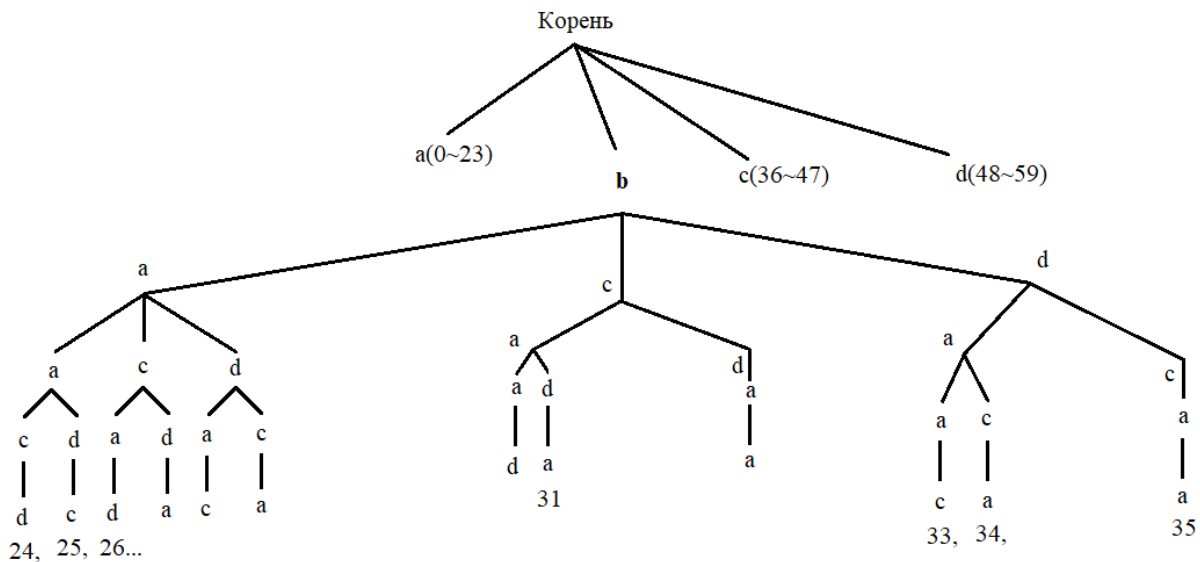 Корень
a(0~23) b c(36~47) d(48~59)
a c d
a c d a d a c
c d a d a c a d a a c a
d c d a c a d a a c a a
24, 25, 26... 31 33, 34, 35